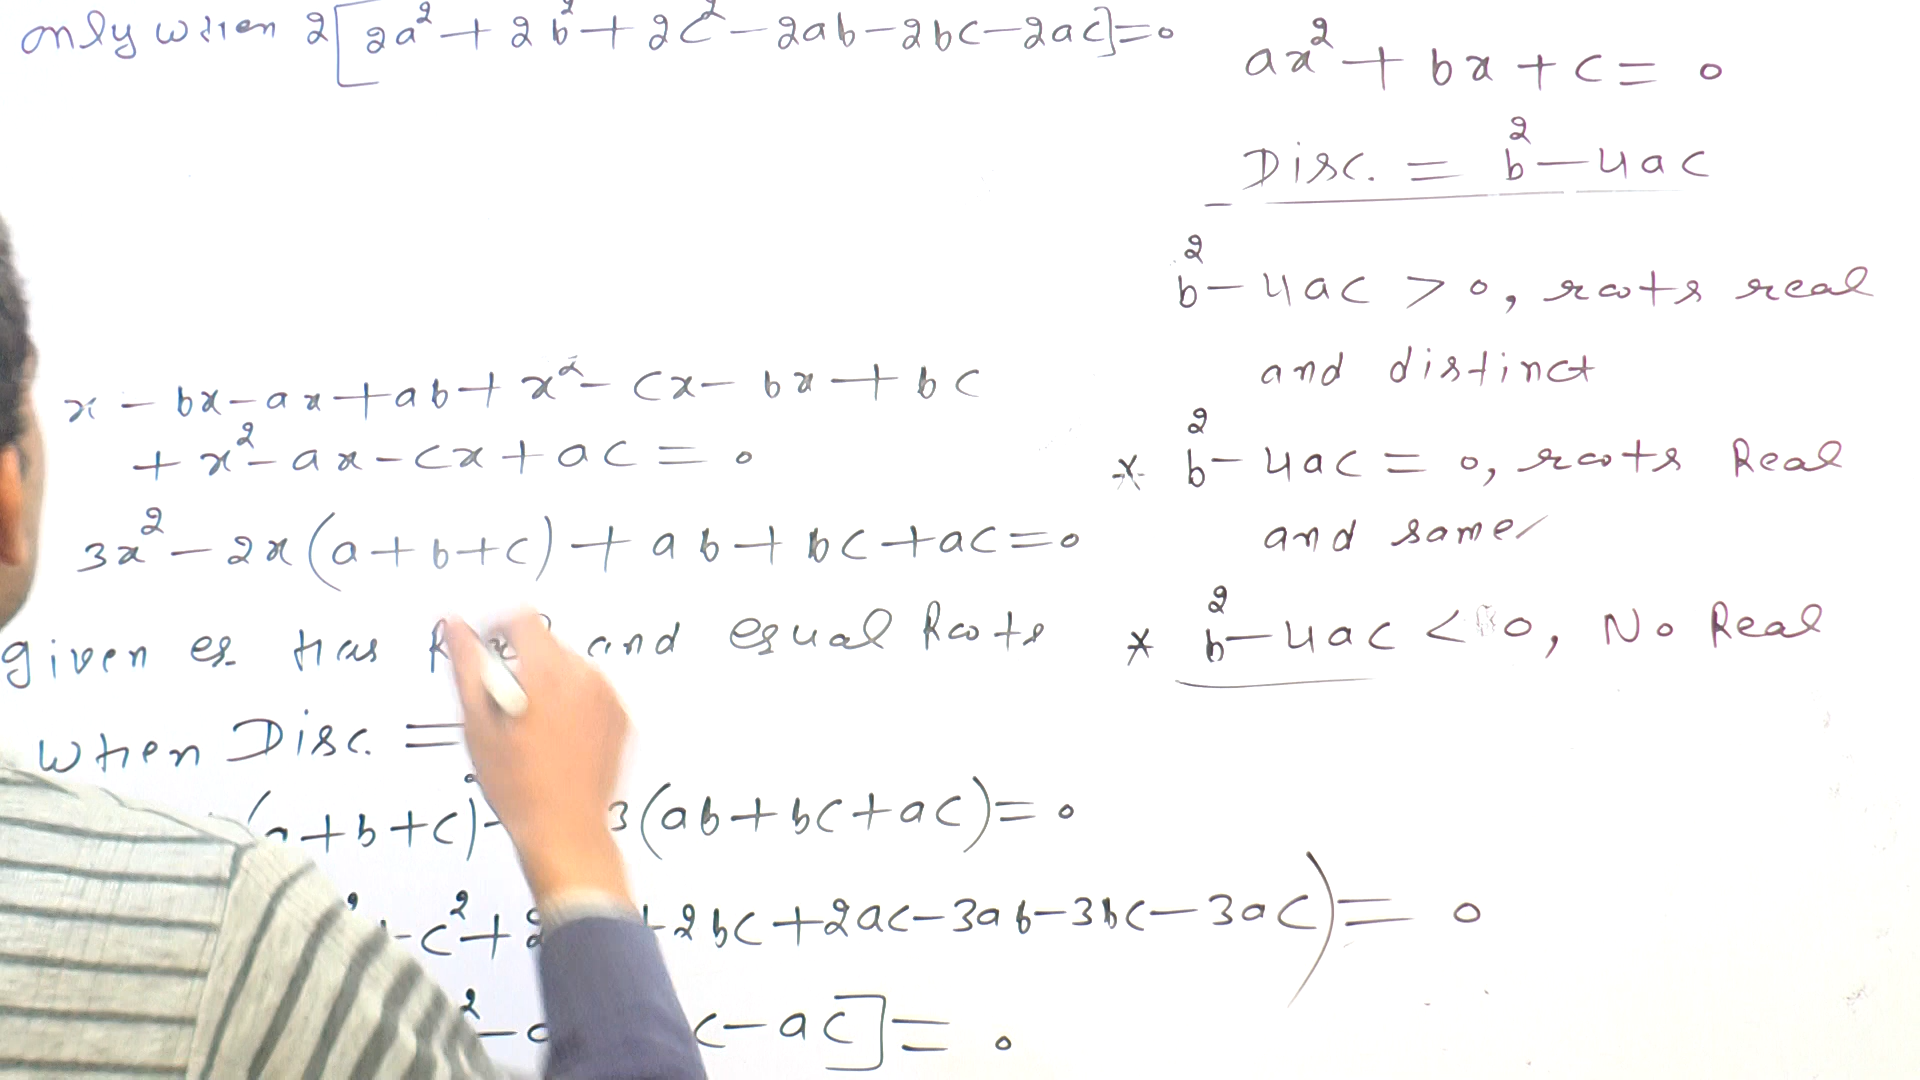 only when 2[2a² + 2b² + 2c² - 2ab - 2bc - 2ac] = 0
x - bx - ax + ab + x² - cx - bx + bc
+ x² - ax - cx + ac = 0
3x² - 2x(a + b + c) + ab + bc + ac = 0
given eq has and equal Roots
when Disc. =
+ b + c) 3(ab + bc + ac) = 0
- c² + 2bc + 2ac - 3ab - 3bc - 3ac) = 0
c - ac] = 0
ax² + bx + c = 0
Disc. = b² - 4ac
b² - 4ac > 0, roots real
and distinct
* b² - 4ac = 0, roots Real
and same
* b² - 4ac < 0, No Real